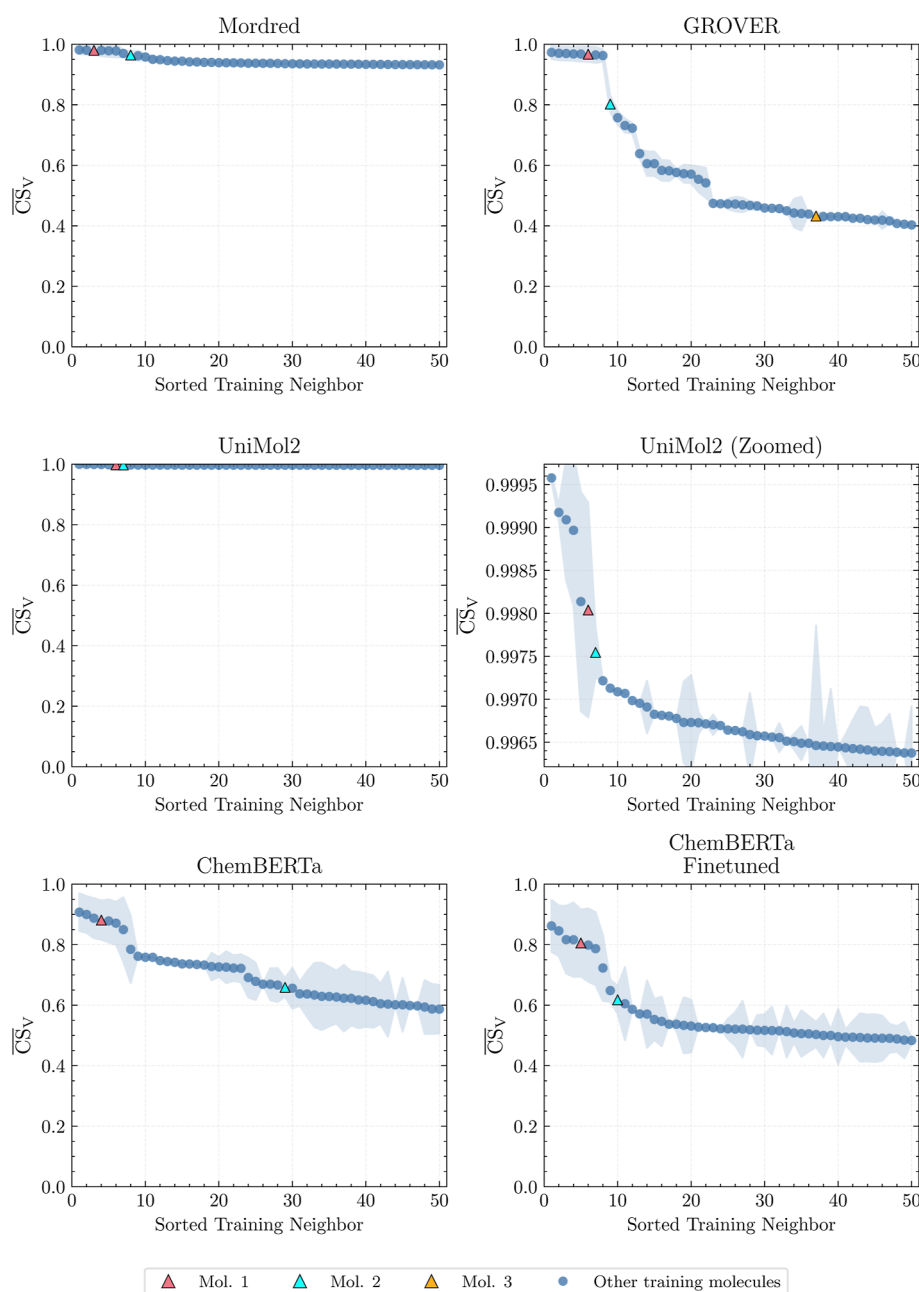 Mordred
1.0
0.8
0.6
0.4
0.2
0.0
CSV
0 10 20 30 40 50
Sorted Training Neighbor
GROVER
1.0
0.8
0.6
0.4
0.2
0.0
CSV
0 10 20 30 40 50
Sorted Training Neighbor
UniMol2
1.0
0.8
0.6
0.4
0.2
0.0
CSV
0 10 20 30 40 50
Sorted Training Neighbor
UniMol2 (Zoomed)
0.9995
0.9990
0.9985
0.9980
0.9975
0.9970
0.9965
CSV
0 10 20 30 40 50
Sorted Training Neighbor
ChemBERTa
1.0
0.8
0.6
0.4
0.2
0.0
CSV
0 10 20 30 40 50
Sorted Training Neighbor
ChemBERTa
Finetuned
1.0
0.8
0.6
0.4
0.2
0.0
CSV
0 10 20 30 40 50
Sorted Training Neighbor
Mol. 1 Mol. 2 Mol. 3 Other training molecules